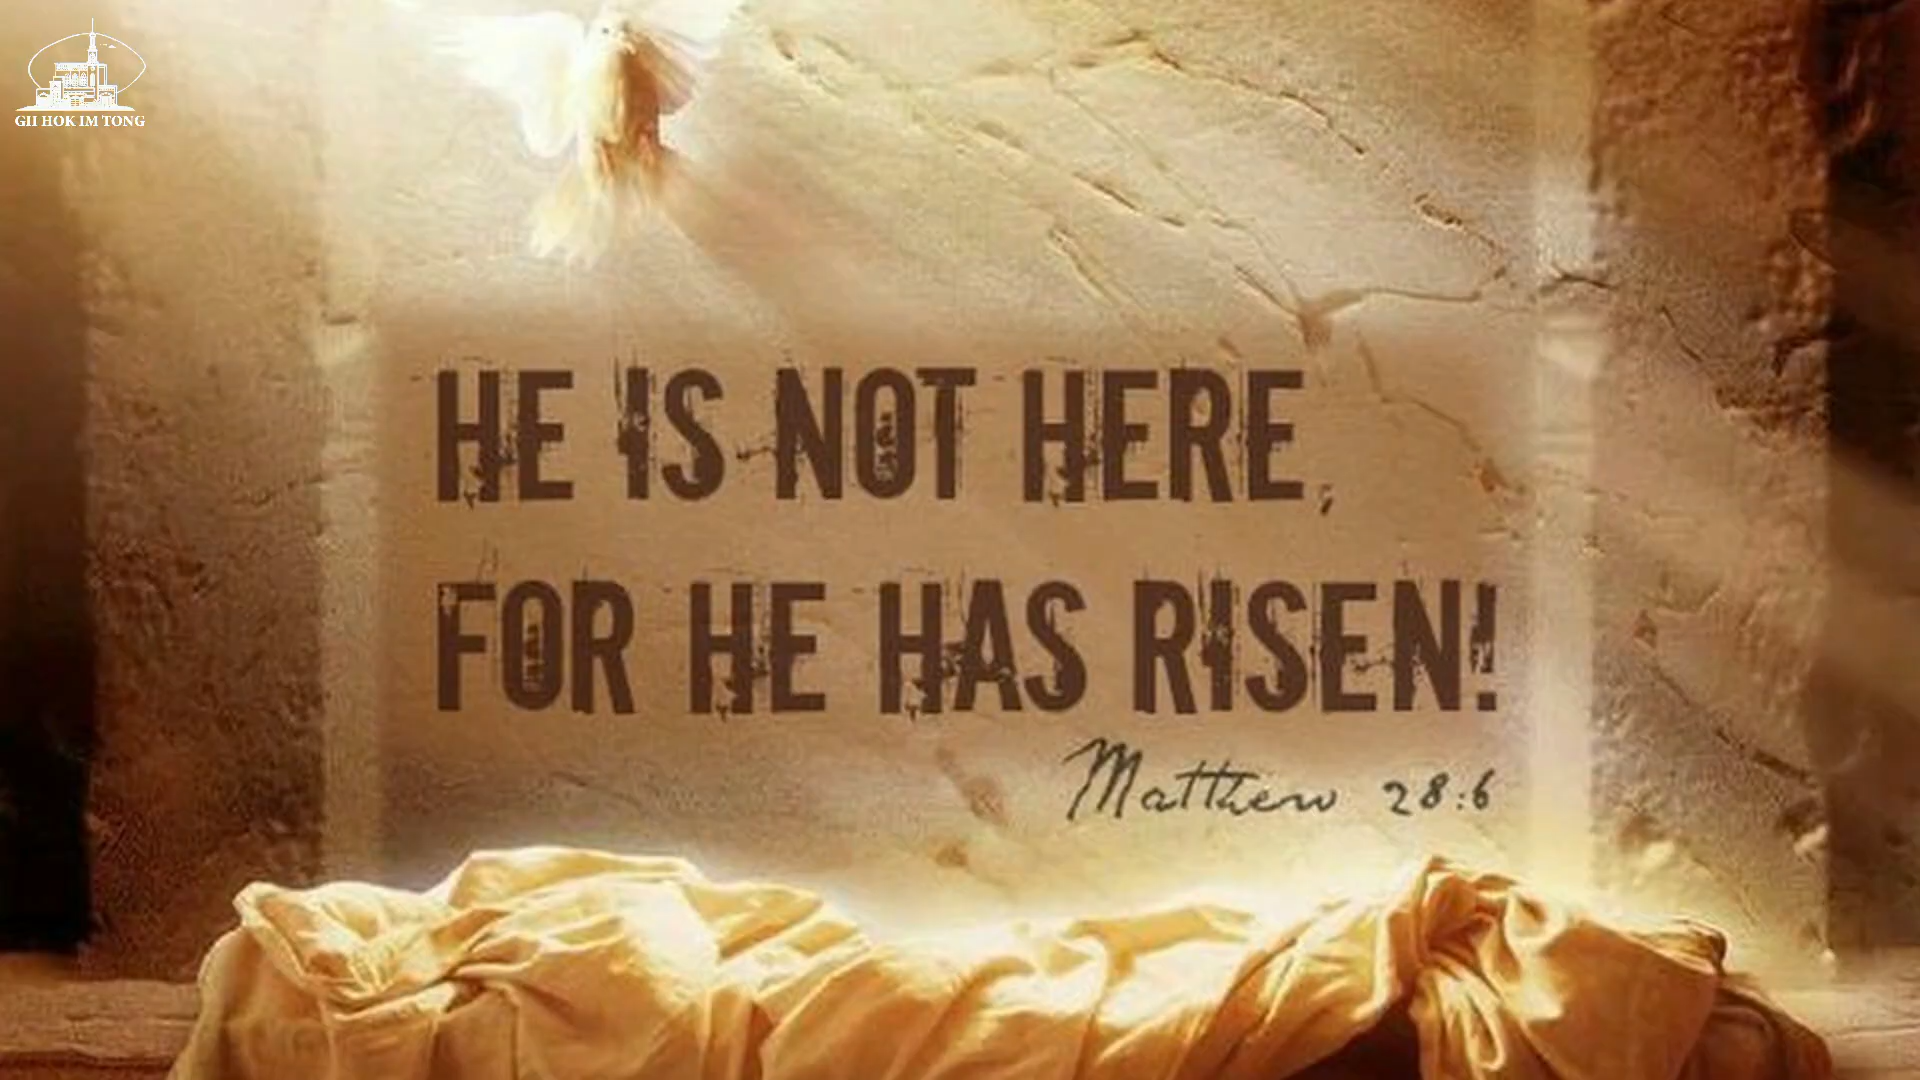 GII HOK IM TONG
HE IS NOT HERE,
FOR HE HAS RISEN!
Matthew 28:6